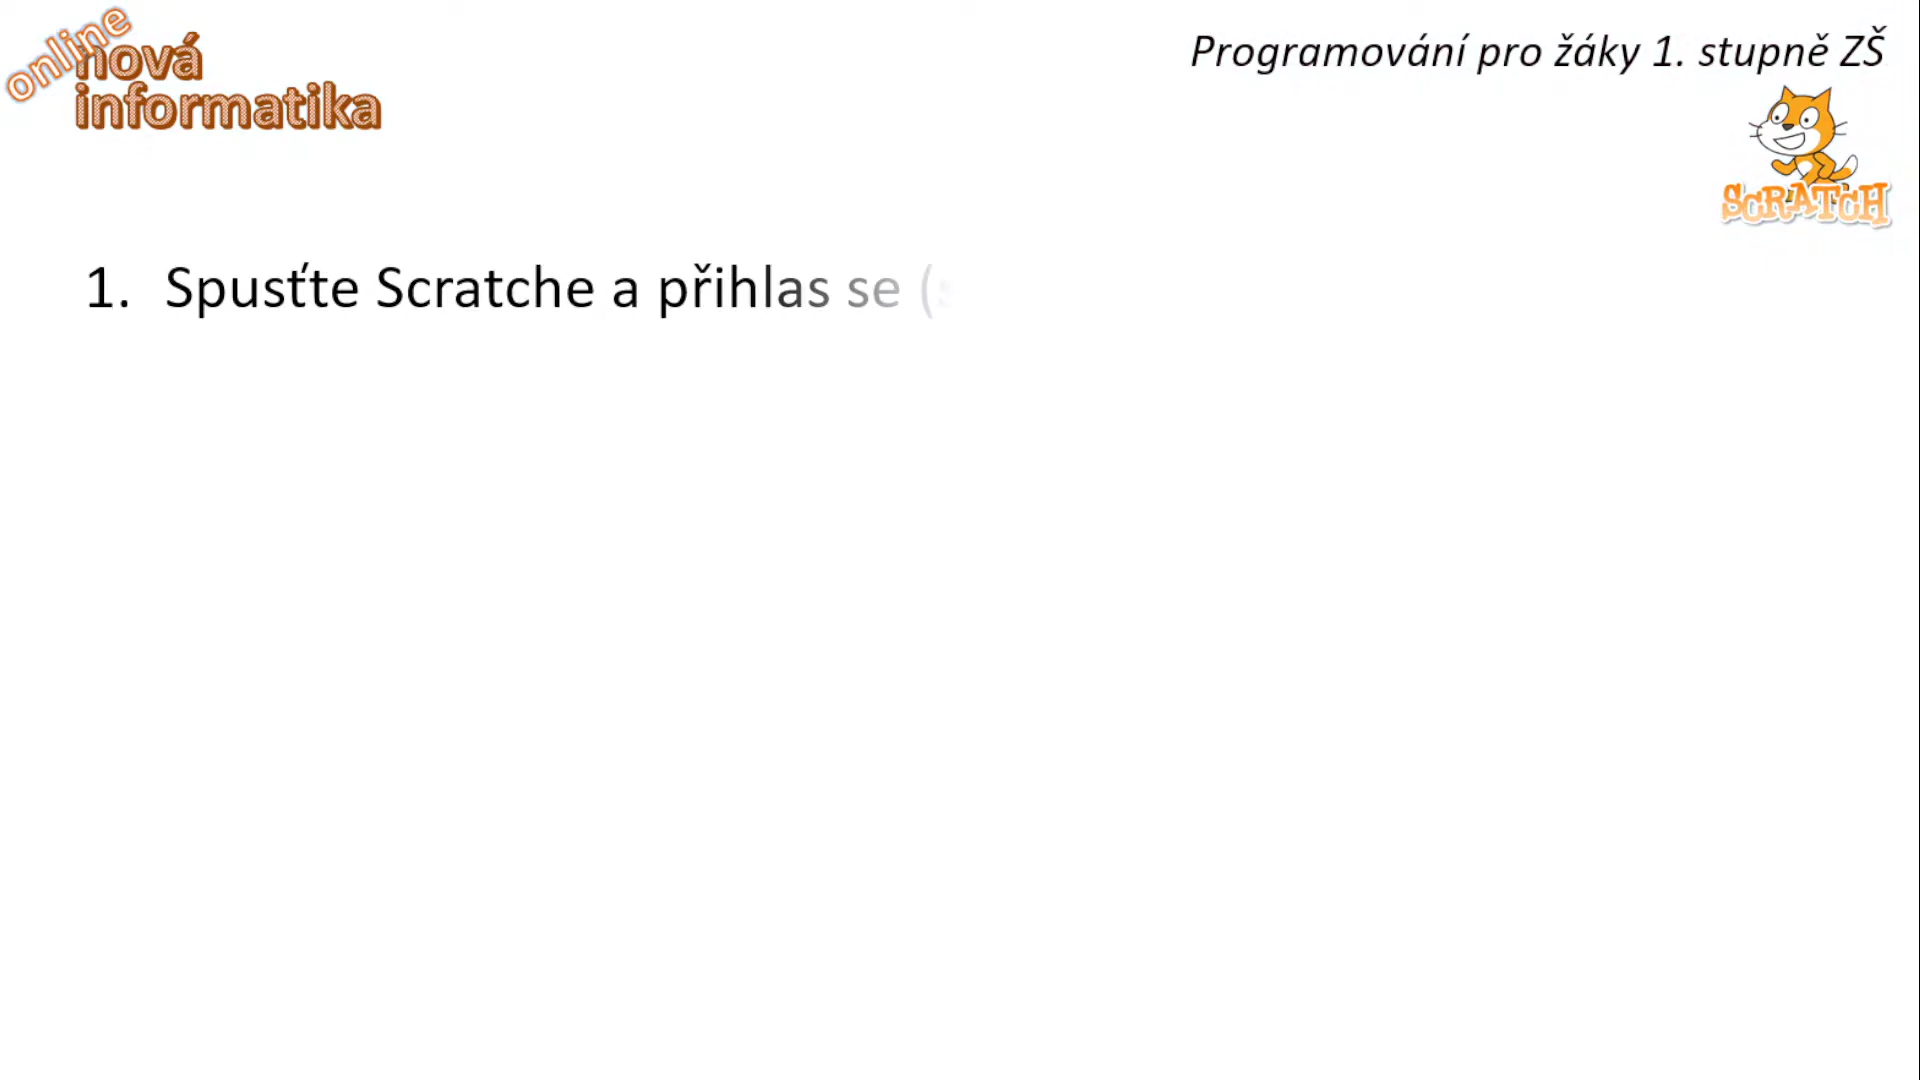 online
nová
informatika
Programování pro žáky 1. stupně ZŠ
SCRATCH
1. Spusťte Scratche a přihlas se (